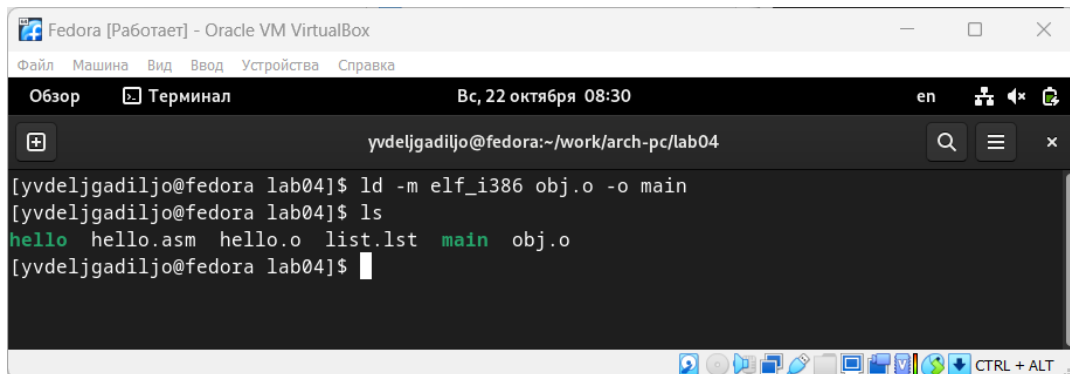 Fedora [Работает] - Oracle VM VirtualBox
Файл Машина Вид Ввод Устройства Справка
Обзор Терминал Вс, 22 октября 08:30 en
yvdeljgadiljo@fedora:~/work/arch-pc/lab04
[yvdeljgadiljo@fedora lab04]$ ld -m elf_i386 obj.o -o main
[yvdeljgadiljo@fedora lab04]$ ls
hello hello.asm hello.o list.lst main obj.o
[yvdeljgadiljo@fedora lab04]$
CTRL + ALT